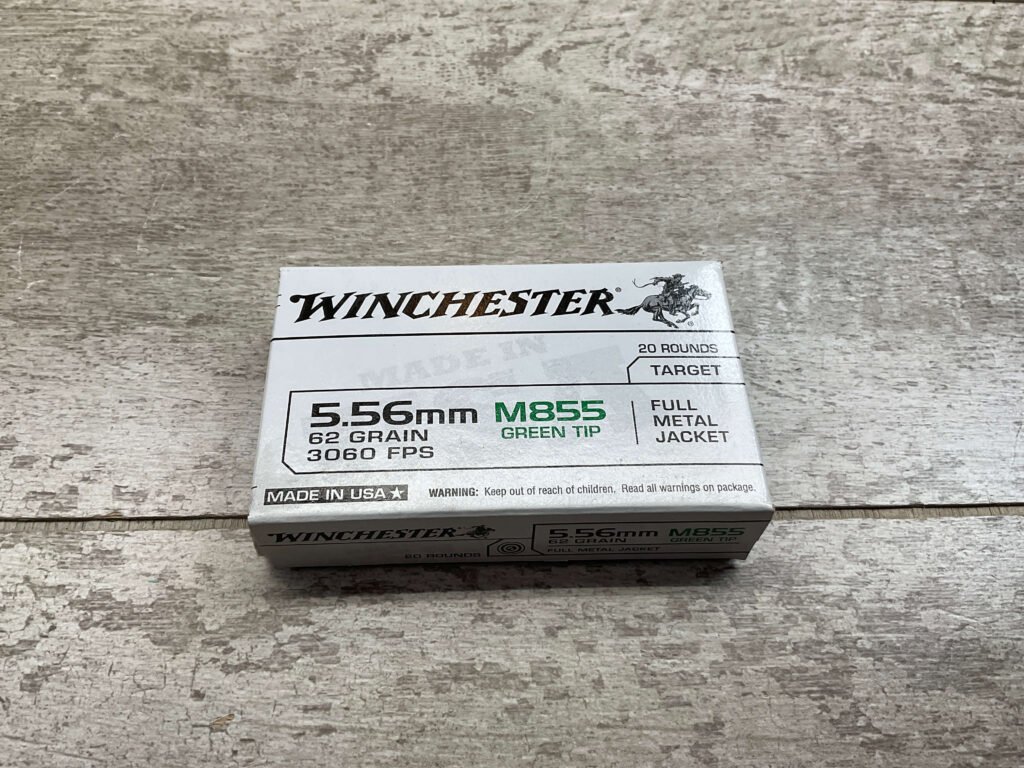 WINCHESTER®
20 ROUNDS
TARGET
MADE IN
5.56mm M855
62 GRAIN GREEN TIP
3060 FPS
FULL
METAL
JACKET
MADE IN USA
WARNING: Keep out of reach of children. Read all warnings on package.
WINCHESTER
20 ROUNDS
5.56mm M855
62 GRAIN GREEN TIP
FULL METAL JACKET